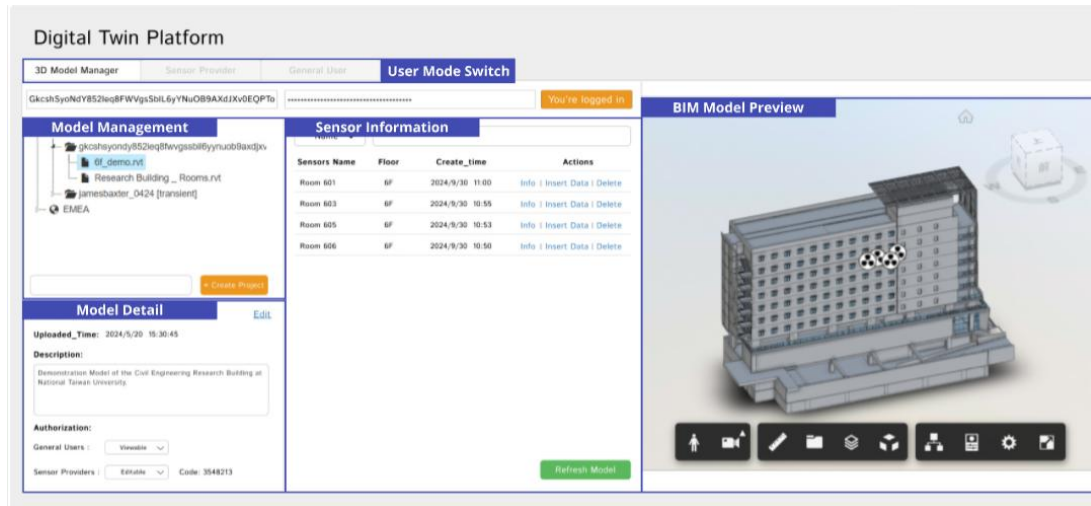 Digital Twin Platform
3D Model Manager
Sensor Provider
General User
User Mode Switch
You're logged in
Model Management
6f_demo.rvt
Research Building _ Rooms.rvt
jamesbaxter_0424 [transient]
EMEA
+ Create Project
Model Detail
Edit
Uploaded_Time: 2024/5/20 15:30:45
Description:
Demonstration Model of the Civil Engineering Research Building at
National Taiwan University.
Authorization:
General Users : Viewable
Sensor Providers : Editable Code: 3548213
Sensor Information
Name
Sensors Name Floor Create_time Actions
Room 601 6F 2024/9/30 11:00 Info | Insert Data | Delete
Room 603 6F 2024/9/30 10:55 Info | Insert Data | Delete
Room 605 6F 2024/9/30 10:53 Info | Insert Data | Delete
Room 606 6F 2024/9/30 10:50 Info | Insert Data | Delete
Refresh Model
BIM Model Preview